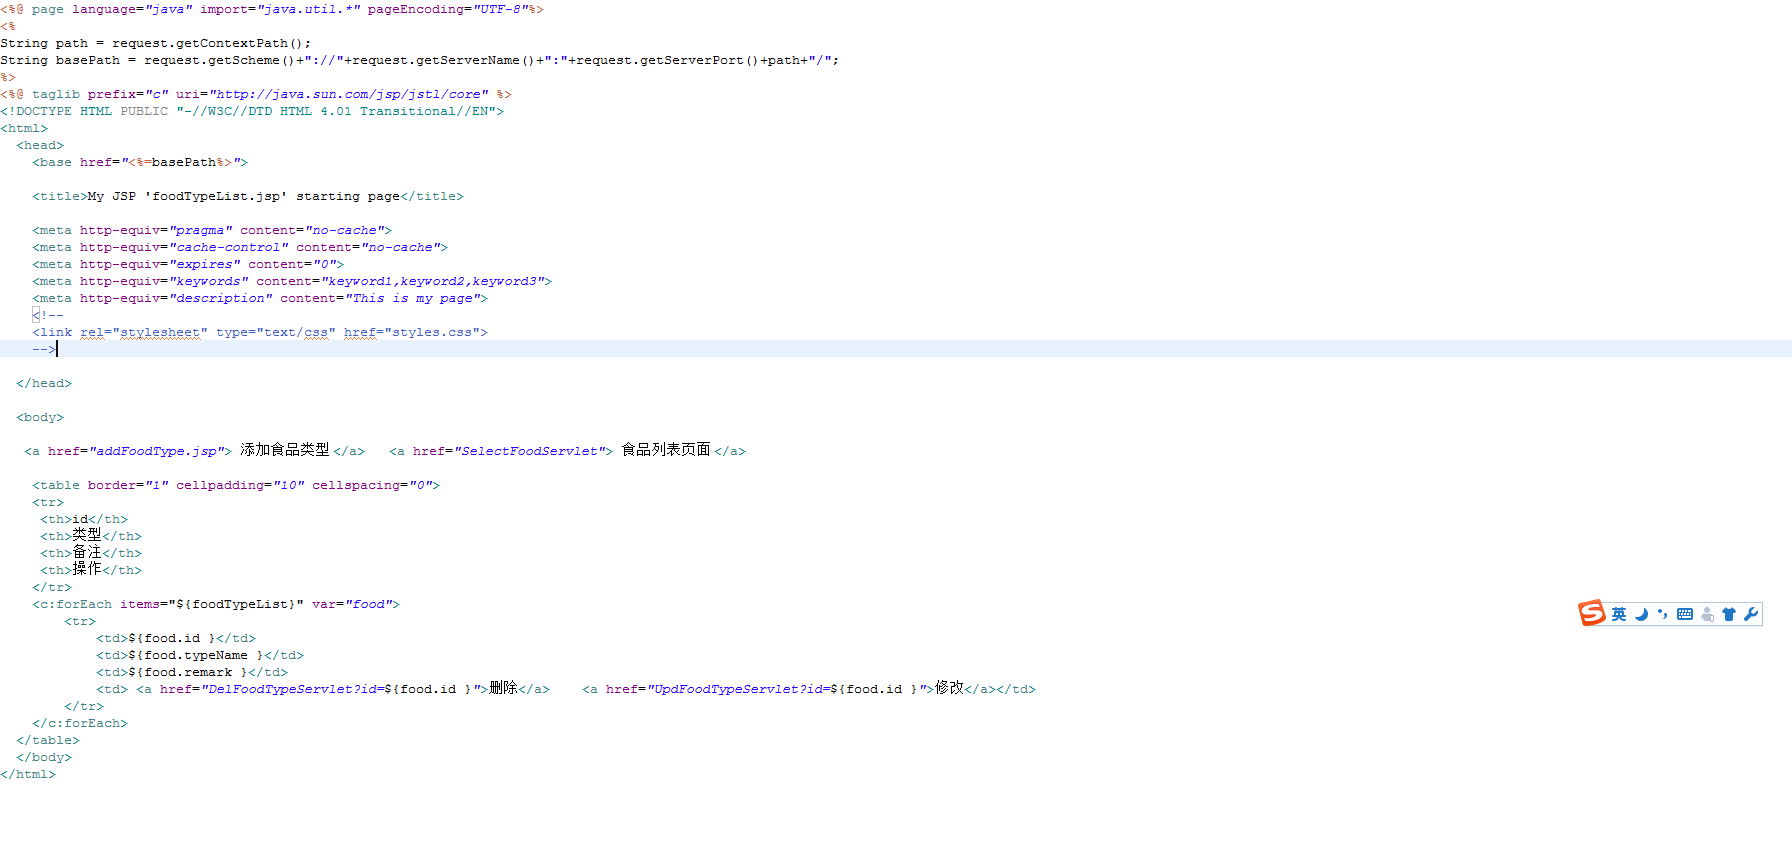 <%@ page language="java" import="java.util.*" pageEncoding="UTF-8"%>
<%
String path = request.getContextPath();
String basePath = request.getScheme()+"://"+request.getServerName()+":"+request.getServerPort()+path+"/";
%>
<%@ taglib prefix="c" uri="http://java.sun.com/jsp/jstl/core" %>
<!DOCTYPE HTML PUBLIC "-//W3C//DTD HTML 4.01 Transitional//EN">
<html>
  <head>
    <base href="<%=basePath%>">
    <title>My JSP 'foodTypeList.jsp' starting page</title>
    <meta http-equiv="pragma" content="no-cache">
    <meta http-equiv="cache-control" content="no-cache">
    <meta http-equiv="expires" content="0">
    <meta http-equiv="keywords" content="keyword1,keyword2,keyword3">
    <meta http-equiv="description" content="This is my page">
    <!--
    <link rel="stylesheet" type="text/css" href="styles.css">
    -->
  </head>
  <body>
   <a href="addFoodType.jsp"> 添加食品类型</a>   <a href="SelectFoodServlet"> 食品列表页面</a>
    <table border="1" cellpadding="10" cellspacing="0">
    <tr>
     <th>id</th>
     <th>类型</th>
     <th>备注</th>
     <th>操作</th>
    </tr>
    <c:forEach items="${foodTypeList}" var="food">
        <tr>
            <td>${food.id }</td>
            <td>${food.typeName }</td>
            <td>${food.remark }</td>
            <td> <a href="DelFoodTypeServlet?id=${food.id }">删除</a>    <a href="UpdFoodTypeServlet?id=${food.id }">修改</a></td>
        </tr>
    </c:forEach>
  </table>
  </body>
</html>
S 英